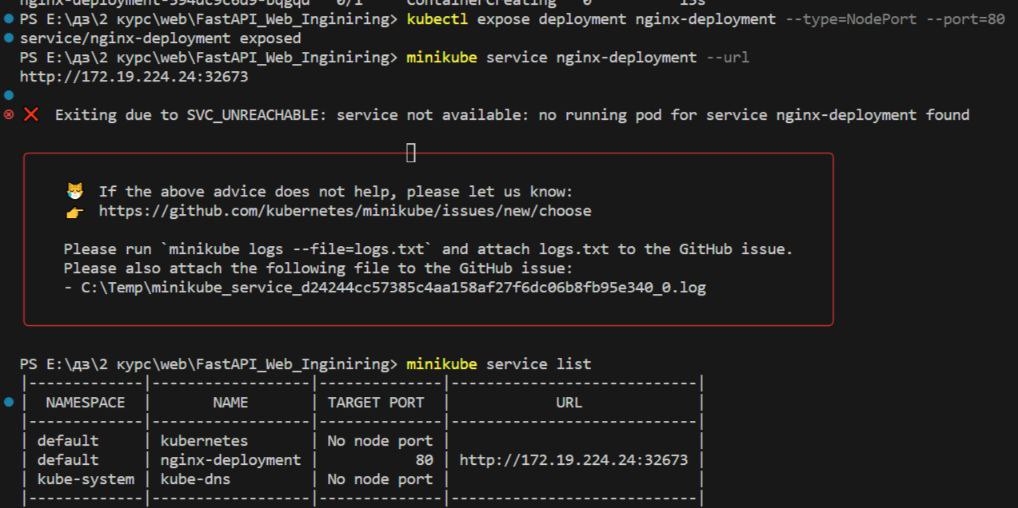 0/1 ContainerCreating 0
PS E:\дз\2 курс\web\FastAPI_Web_Inginiring> kubectl expose deployment nginx-deployment --type=NodePort --port=80
service/nginx-deployment exposed
PS E:\дз\2 курс\web\FastAPI_Web_Inginiring> minikube service nginx-deployment --url
http://172.19.224.24:32673
Exiting due to SVC_UNREACHABLE: service not available: no running pod for service nginx-deployment found
If the above advice does not help, please let us know:
https://github.com/kubernetes/minikube/issues/new/choose
Please run `minikube logs --file=logs.txt` and attach logs.txt to the GitHub issue.
Please also attach the following file to the GitHub issue:
- C:\Temp\minikube_service_d24244cc57385c4aa158af27f6dc06b8fb95e340_0.log
PS E:\дз\2 курс\web\FastAPI_Web_Inginiring> minikube service list
|-------------|--------------------|--------------|----------------------------|
| NAMESPACE | NAME | TARGET PORT | URL |
|-------------|--------------------|--------------|----------------------------|
| default | kubernetes | No node port | |
| default | nginx-deployment | 80 | http://172.19.224.24:32673 |
| kube-system | kube-dns | No node port | |
|-------------|--------------------|--------------|----------------------------|